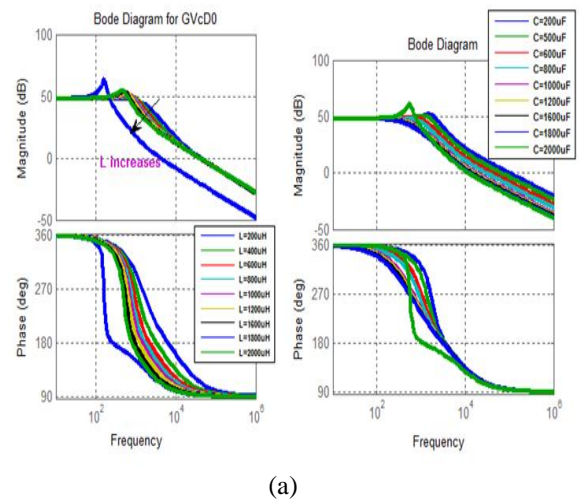 Bode Diagram for GVcD0
Magnitude (dB)
100
50
0
-50
L Increases
Phase (deg)
360
270
180
90
10^2
10^4
10^6
Frequency
L=200uH
L=400uH
L=600uH
L=800uH
L=1000uH
L=1200uH
L=1600uH
L=1800uH
L=2000uH
Bode Diagram
Magnitude (dB)
100
50
0
-50
C=200uF
C=500uF
C=600uF
C=800uF
C=1000uF
C=1200uF
C=1600uF
C=1800uF
C=2000uF
Phase (deg)
360
270
180
90
10^2
10^4
10^6
Frequency
(a)